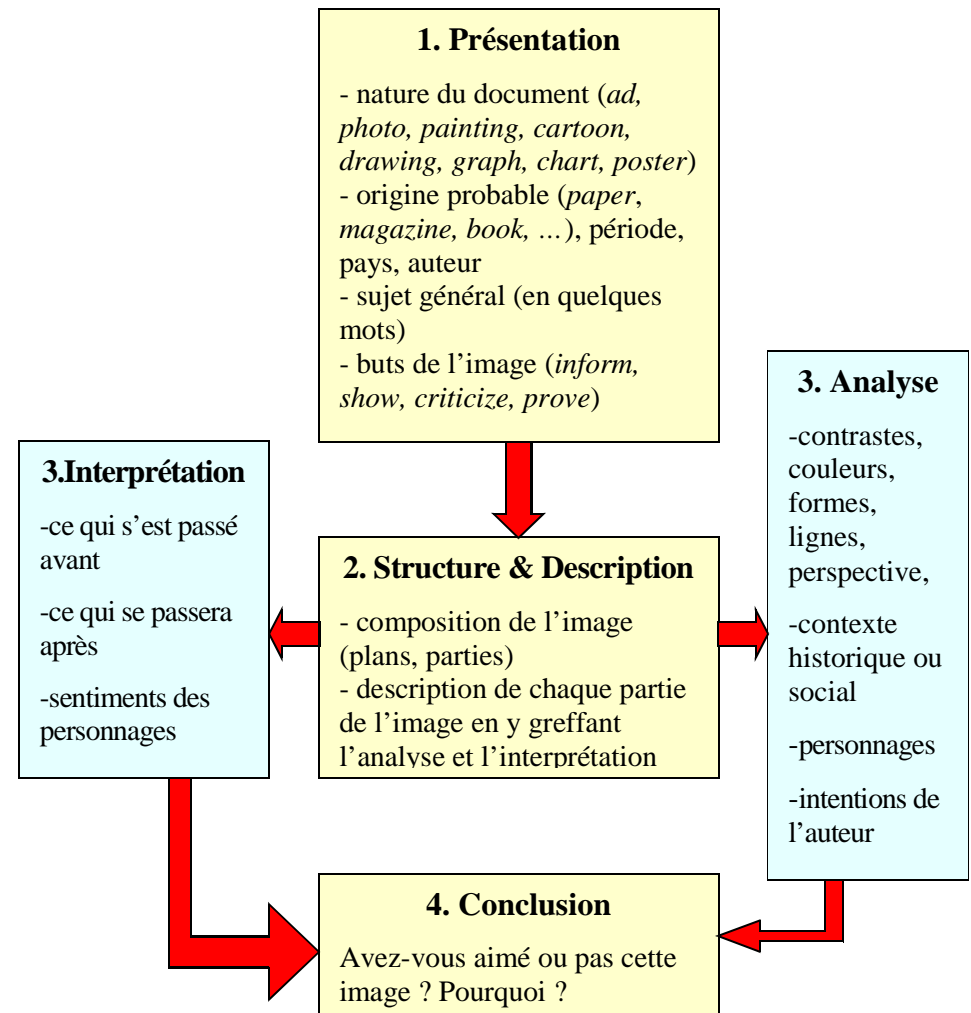 1. Présentation
- nature du document (ad,
photo, painting, cartoon,
drawing, graph, chart, poster)
- origine probable (paper,
magazine, book, ...), période,
pays, auteur
- sujet général (en quelques
mots)
- buts de l’image (inform,
show, criticize, prove)
3.Interprétation
-ce qui s’est passé
avant
-ce qui se passera
après
-sentiments des
personnages
2. Structure & Description
- composition de l’image
(plans, parties)
- description de chaque partie
de l’image en y greffant
l’analyse et l’interprétation
3. Analyse
-contrastes,
couleurs,
formes,
lignes,
perspective,
-contexte
historique ou
social
-personnages
-intentions de
l’auteur
4. Conclusion
Avez-vous aimé ou pas cette
image ? Pourquoi ?